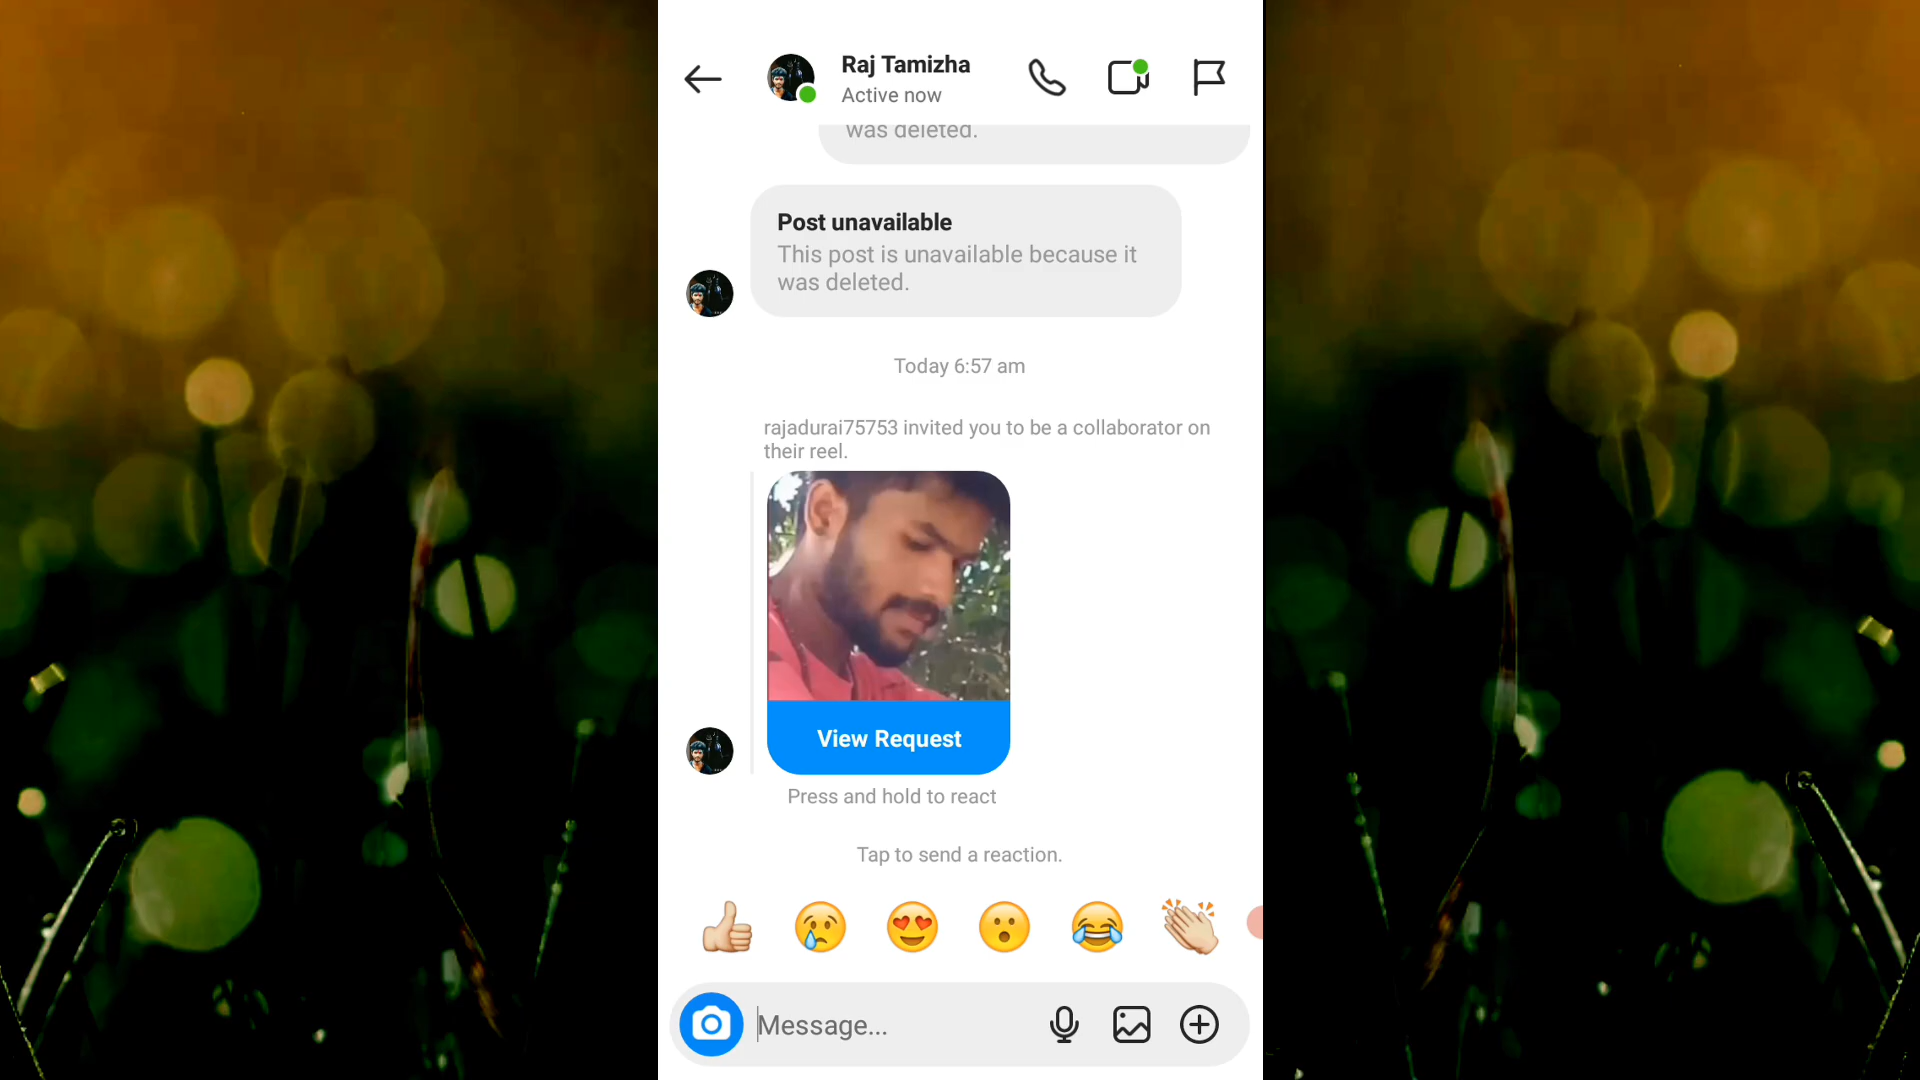 Raj Tamizha
Active now
was deleted.
Post unavailable
This post is unavailable because it
was deleted.
Today 6:57 am
rajadurai75753 invited you to be a collaborator on
their reel.
View Request
Press and hold to react
Tap to send a reaction.
Message...